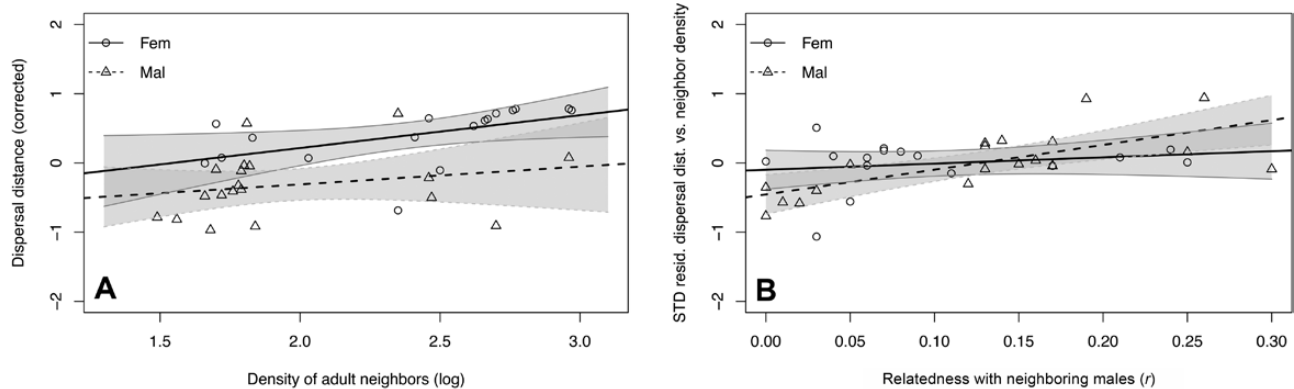 2
1
0
-1
-2
Dispersal distance (corrected)
Fem
Mal
A
1.5 2.0 2.5 3.0
Density of adult neighbors (log)
2
1
0
-1
-2
STD resid. dispersal dist. vs. neighbor density
Fem
Mal
B
0.00 0.05 0.10 0.15 0.20 0.25 0.30
Relatedness with neighboring males (r)